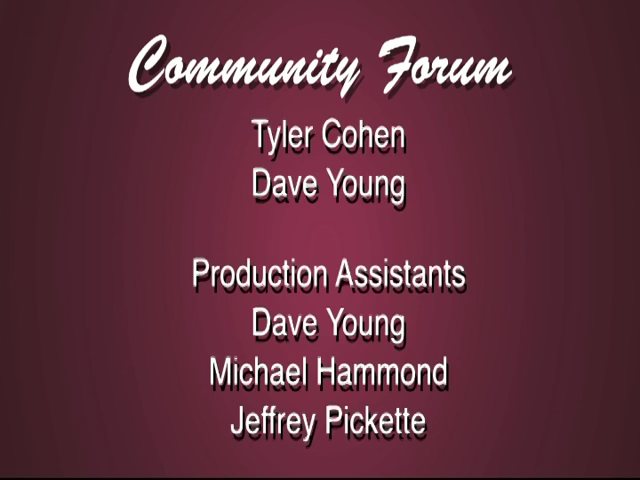 Community Forum
Tyler Cohen
Dave Young
Production Assistants
Dave Young
Michael Hammond
Jeffrey Pickette